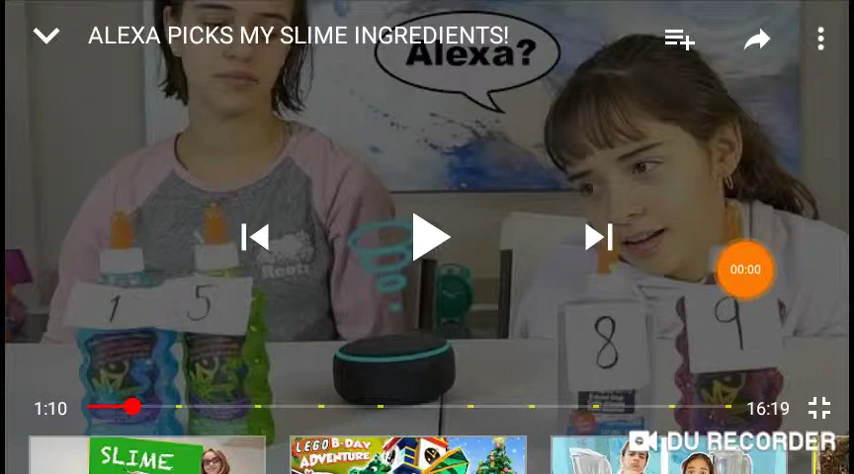 ALEXA PICKS MY SLIME INGREDIENTS!
Alexa?
Roots
00:00
1 5
8
9
1:10
16:19
SLIME
LEGO B-DAY
ADVENTURE
DU RECORDER